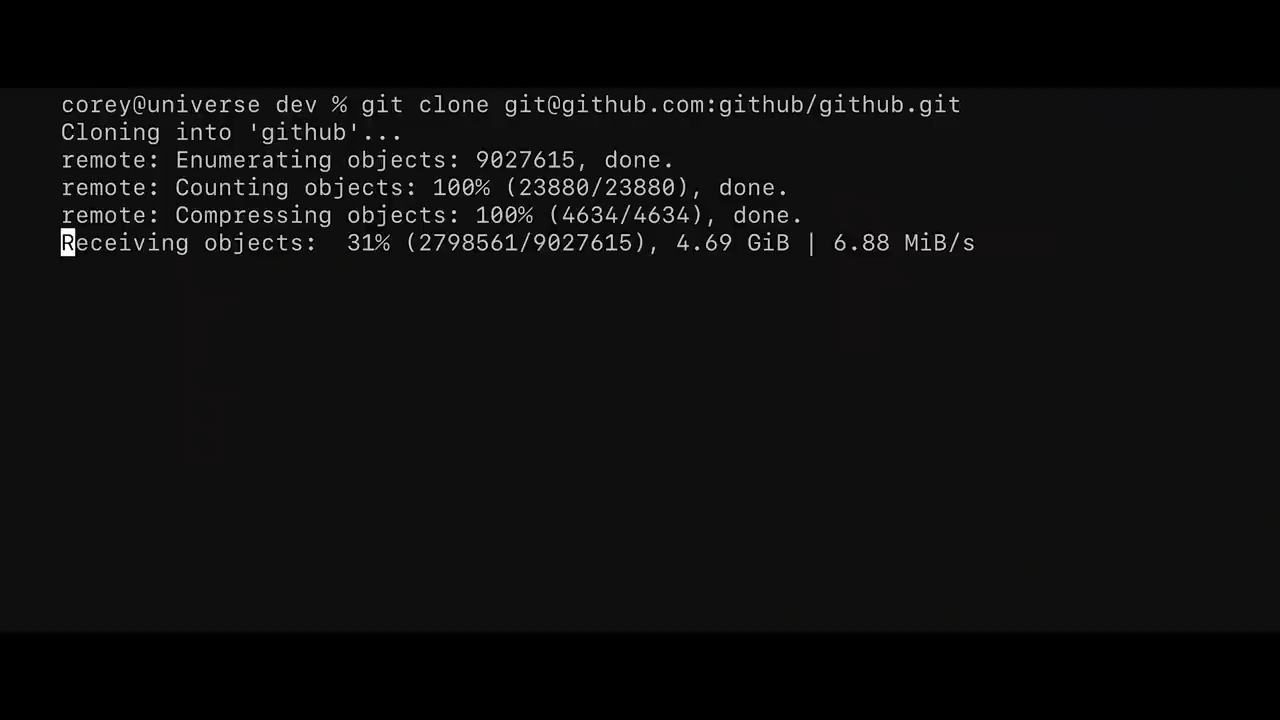 corey@universe dev % git clone git@github.com:github/github.git
Cloning into 'github'...
remote: Enumerating objects: 9027615, done.
remote: Counting objects: 100% (23880/23880), done.
remote: Compressing objects: 100% (4634/4634), done.
Receiving objects:  31% (2798561/9027615), 4.69 GiB | 6.88 MiB/s